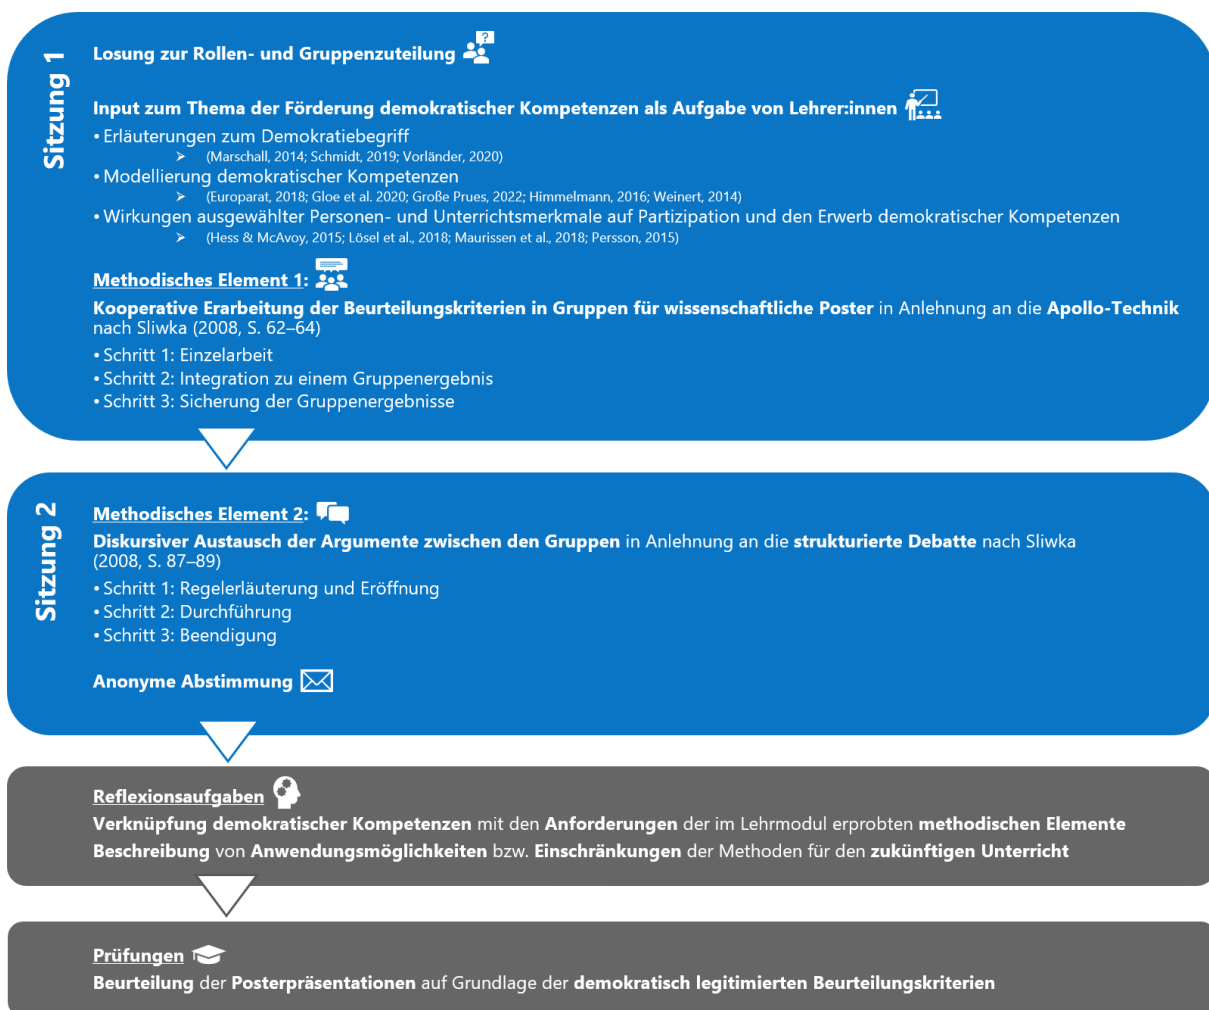 Sitzung 1
Losung zur Rollen- und Gruppenzuteilung
?
Input zum Thema der Förderung demokratischer Kompetenzen als Aufgabe von Lehrer:innen
• Erläuterungen zum Demokratiebegriff
➤ (Marschall, 2014; Schmidt, 2019; Vorländer, 2020)
• Modellierung demokratischer Kompetenzen
➤ (Europarat, 2018; Gloe et al. 2020; Große Prues, 2022; Himmelmann, 2016; Weinert, 2014)
• Wirkungen ausgewählter Personen- und Unterrichtsmerkmale auf Partizipation und den Erwerb demokratischer Kompetenzen
➤ (Hess & McAvoy, 2015; Lösel et al., 2018; Maurissen et al., 2018; Persson, 2015)
Methodisches Element 1:
Kooperative Erarbeitung der Beurteilungskriterien in Gruppen für wissenschaftliche Poster in Anlehnung an die Apollo-Technik
nach Sliwka (2008, S. 62–64)
• Schritt 1: Einzelarbeit
• Schritt 2: Integration zu einem Gruppenergebnis
• Schritt 3: Sicherung der Gruppenergebnisse
Sitzung 2
Methodisches Element 2:
Diskursiver Austausch der Argumente zwischen den Gruppen in Anlehnung an die strukturierte Debatte nach Sliwka
(2008, S. 87–89)
• Schritt 1: Regelerläuterung und Eröffnung
• Schritt 2: Durchführung
• Schritt 3: Beendigung
Anonyme Abstimmung
Reflexionsaufgaben
Verknüpfung demokratischer Kompetenzen mit den Anforderungen der im Lehrmodul erprobten methodischen Elemente
Beschreibung von Anwendungsmöglichkeiten bzw. Einschränkungen der Methoden für den zukünftigen Unterricht
Prüfungen
Beurteilung der Posterpräsentationen auf Grundlage der demokratisch legitimierten Beurteilungskriterien